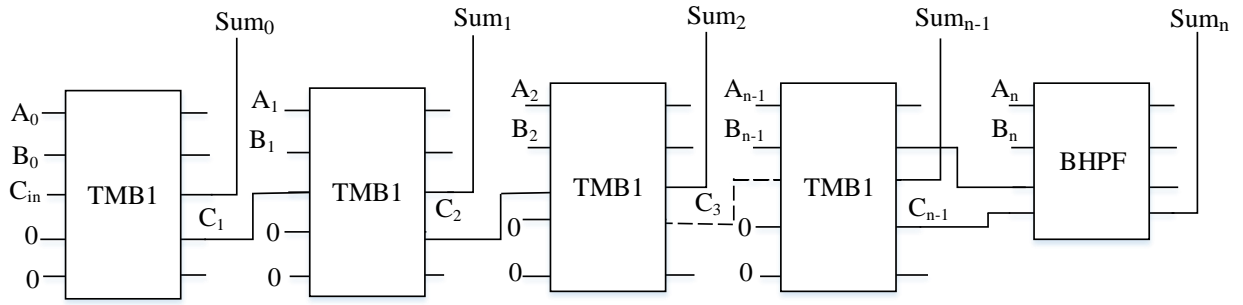 Sum₀ Sum₁ Sum₂ Sumₙ₋₁ Sumₙ
A₀ A₁ A₂ Aₙ₋₁ Aₙ
B₀ B₁ B₂ Bₙ₋₁ Bₙ
BHPF
Cᵢₙ TMB1 TMB1 TMB1 TMB1
C₁ C₂ C₃ Cₙ₋₁
0 0 0 0
0 0 0 0